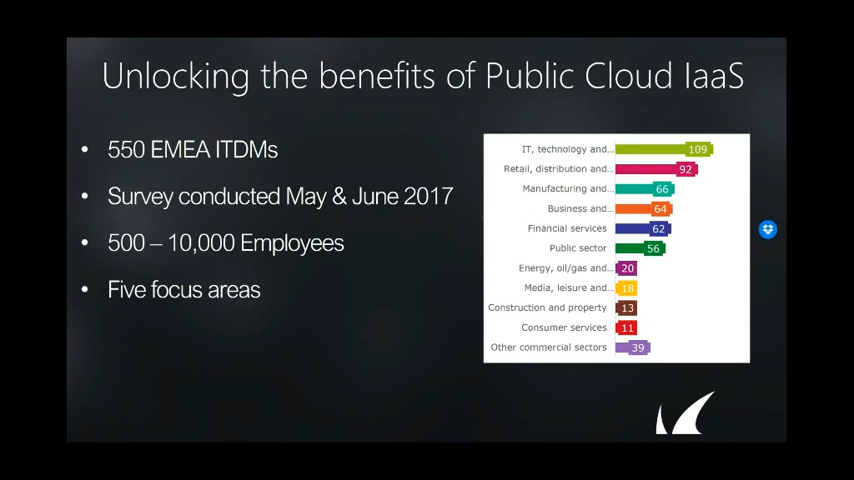 Unlocking the benefits of Public Cloud IaaS
• 550 EMEA ITDMs
• Survey conducted May & June 2017
• 500 – 10,000 Employees
• Five focus areas
IT, technology and... 109
Retail, distribution and... 92
Manufacturing and... 66
Business and... 64
Financial services 62
Public sector 56
Energy, oil/gas and... 20
Media, leisure and... 18
Construction and property 13
Consumer services 11
Other commercial sectors 39